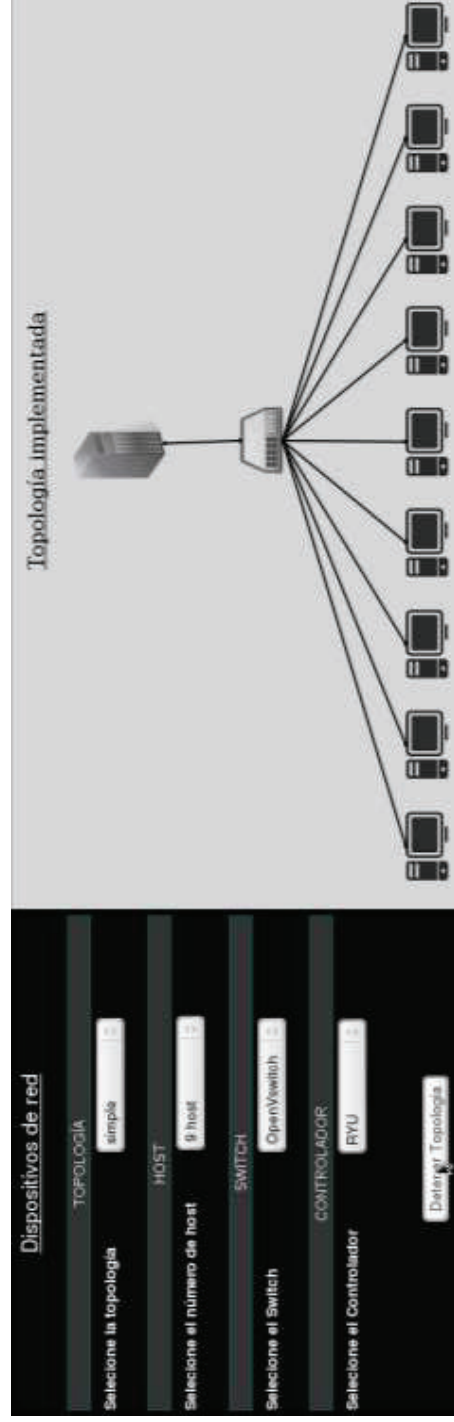 Dispositivos de red
TOPOLOGÍA
Selecione la topología
simple
HOST
Selecione el número de host
9 host
SWITCH
Selecione el Switch
OpenVswitch
CONTROLADOR
Selecione el Controlador
RYU
Detener Topología
Topología implementada